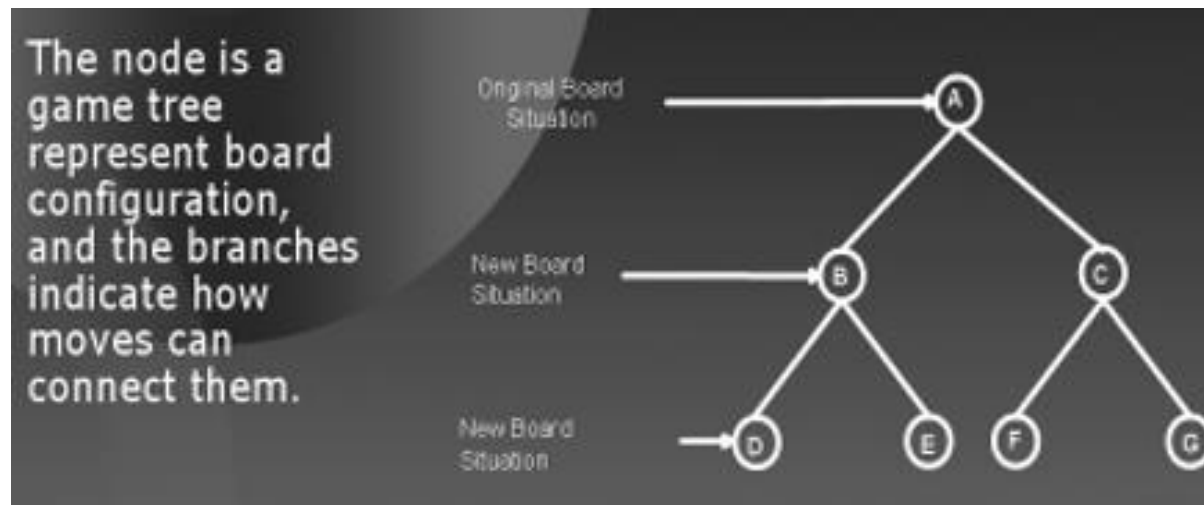 The node is a
game tree
represent board
configuration,
and the branches
indicate how
moves can
connect them.
Original Board
Situation
A
New Board
Situation
B
C
New Board
Situation
D
E
F
G